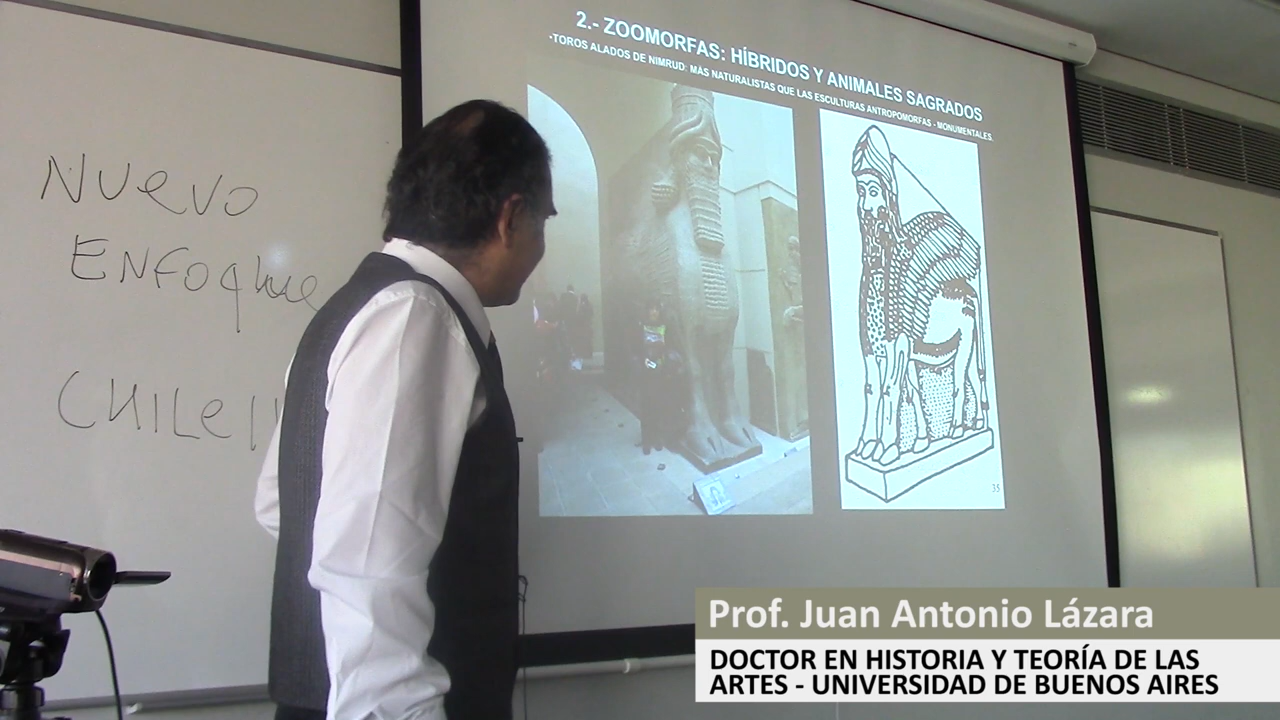 2.- ZOOMORFAS: HÍBRIDOS Y ANIMALES SAGRADOS
-TOROS ALADOS DE NIMRUD: MÁS NATURALISTAS QUE LAS ESCULTURAS ANTROPOMORFAS - MONUMENTALES.
NUevo
ENFoque
35
Prof. Juan Antonio Lázara
DOCTOR EN HISTORIA Y TEORÍA DE LAS
ARTES - UNIVERSIDAD DE BUENOS AIRES